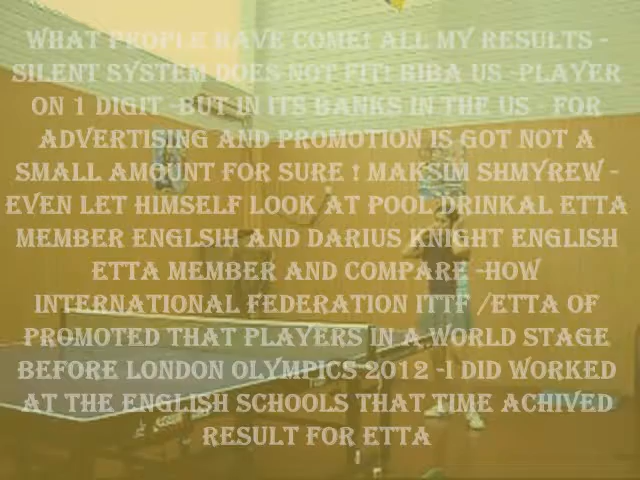 WHAT PEOPLE HAVE COME! ALL MY RESULTS -
SILENT SYSTEM DOES NOT FIT! BIBA US -PLAYER
ON 1 DIGIT -BUT IN ITS BANKS IN THE US - FOR
ADVERTISING AND PROMOTION IS GOT NOT A
SMALL AMOUNT FOR SURE ! MAKSIM SHMYREW -
EVEN LET HIMSELF LOOK AT POOL DRINKAL ETTA
MEMBER ENGLSIH AND DARIUS KNIGHT ENGLISH
ETTA MEMBER AND COMPARE -HOW
INTERNATIONAL FEDERATION ITTF /ETTA OF
PROMOTED THAT PLAYERS IN A WORLD STAGE
BEFORE LONDON OLYMPICS 2012 -I DID WORKED
AT THE ENGLISH SCHOOLS THAT TIME ACHIVED
RESULT FOR ETTA